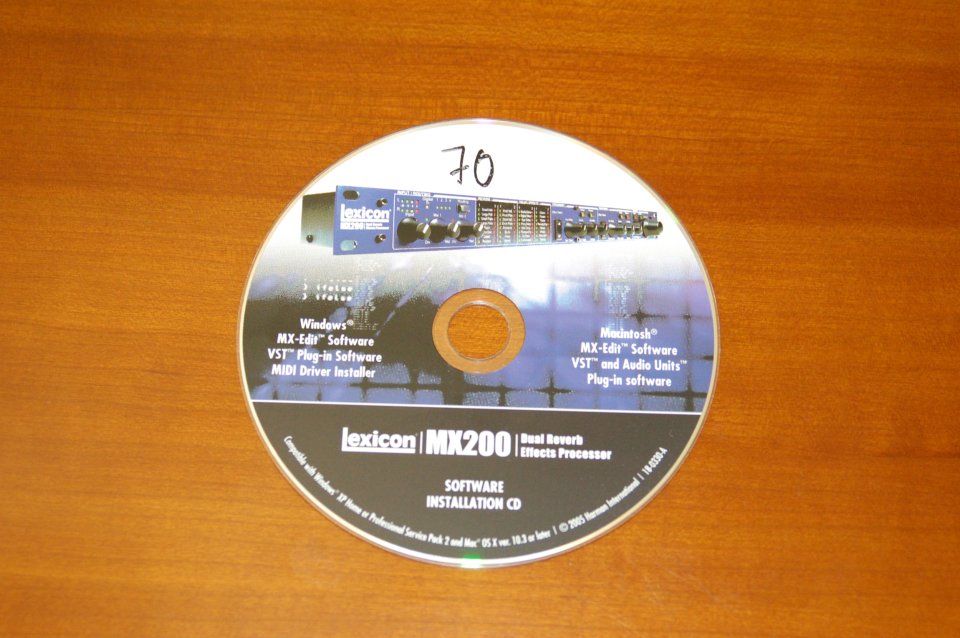 70
lexicon
MX200
Windows®
MX-Edit™ Software
VST™ Plug-in Software
MIDI Driver Installer
Macintosh®
MX-Edit™ Software
VST™ and Audio Units™
Plug-in software
lexicon | MX200 | Dual Reverb
Effects Processor
SOFTWARE
INSTALLATION CD
Compatible with Windows® XP Home or Professional Service Pack 2 and Mac® OS X ver. 10.3 or later | © 2005 Harman International | 18-0330-A